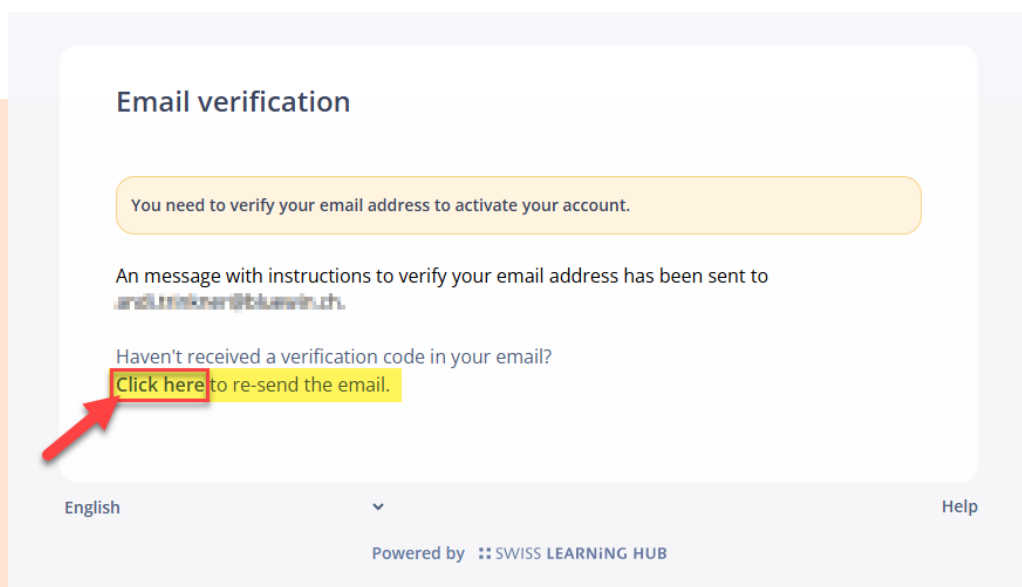 Email verification
You need to verify your email address to activate your account.
An message with instructions to verify your email address has been sent to
Haven't received a verification code in your email?
Click here to re-send the email.
English
Help
Powered by SWISS LEARNiNG HUB